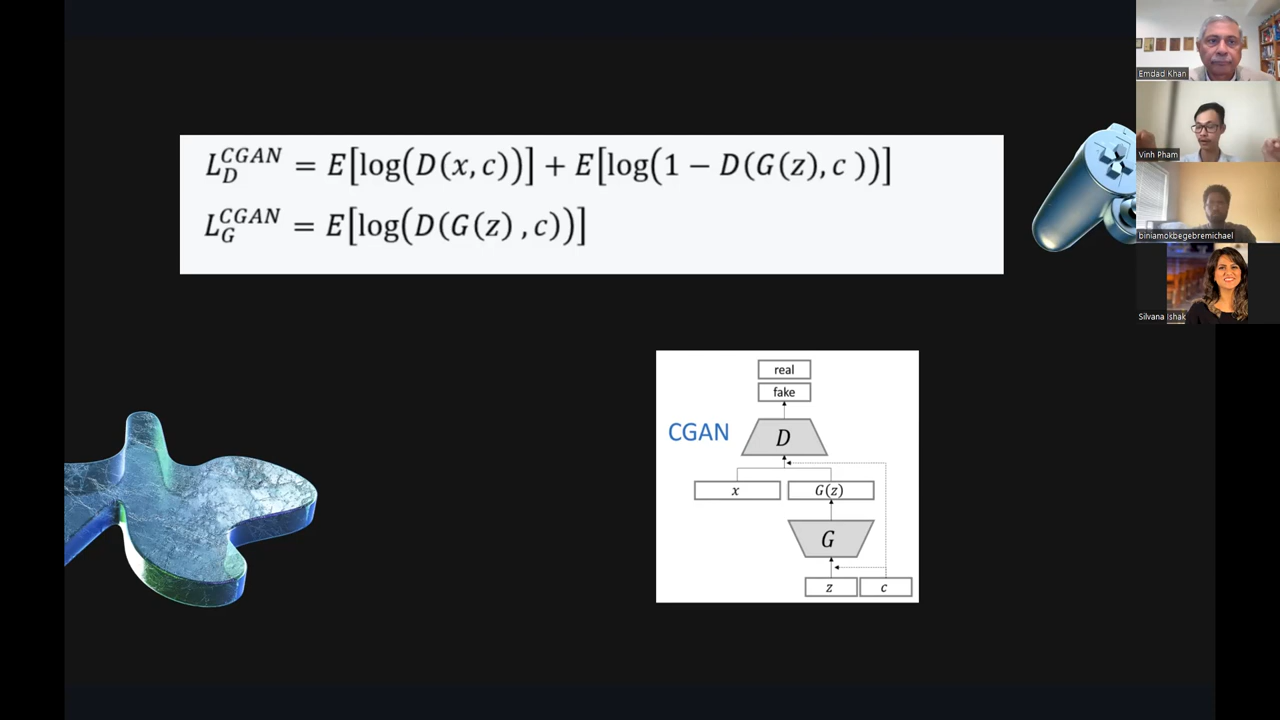 L_D^{CGAN} = E[log(D(x, c))] + E[log(1 − D(G(z), c ))]
L_G^{CGAN} = E[log(D(G(z) , c))]
real
fake
CGAN
D
x
G(z)
G
z
c
Emdad Khan
Vinh Pham
biniamokbegebremichael
Silvana Ishak